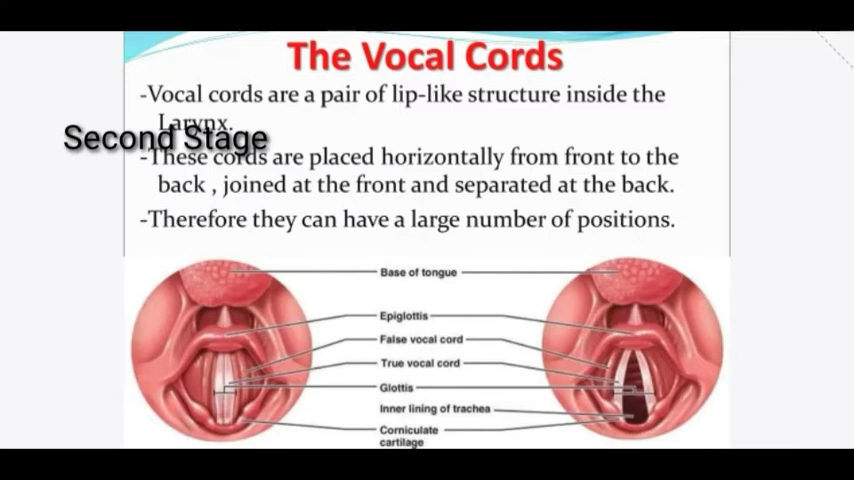 The Vocal Cords
-Vocal cords are a pair of lip-like structure inside the
Larynx.
Second Stage
-These cords are placed horizontally from front to the
back , joined at the front and separated at the back.
-Therefore they can have a large number of positions.
Base of tongue
Epiglottis
False vocal cord
True vocal cord
Glottis
Inner lining of trachea
Corniculate
cartilage